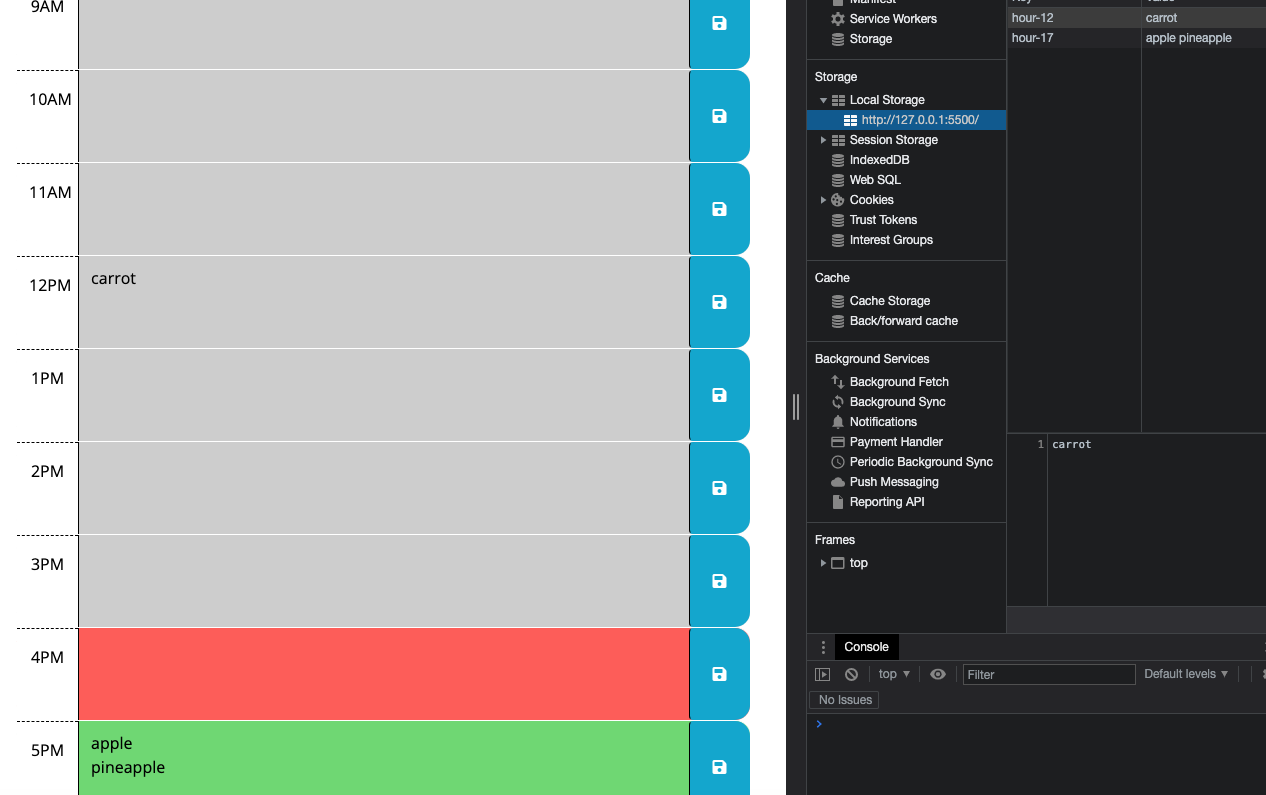 9AM
10AM
11AM
12PM
carrot
1PM
2PM
3PM
4PM
5PM
apple
pineapple
Manifest
Service Workers
Storage
Storage
Local Storage
http://127.0.0.1:5500/
Session Storage
IndexedDB
Web SQL
Cookies
Trust Tokens
Interest Groups
Cache
Cache Storage
Back/forward cache
Background Services
Background Fetch
Background Sync
Notifications
Payment Handler
Periodic Background Sync
Push Messaging
Reporting API
Frames
top
Key Value
hour-12 carrot
hour-17 apple pineapple
1 carrot
Console
top ▼ Filter Default levels ▼
No Issues
>